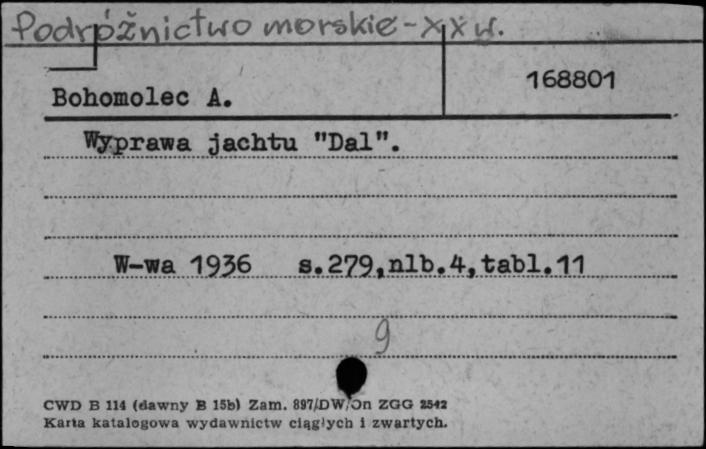 Podróżnictwo morskie-XXw.
168801
Bohomolec A.
Wyprawa jachtu "Dal".
W-wa 1936 s.279,nlb.4,tabl.11
9
CWD B 114 (dawny B 15b) Zam. 897/DW/On ZGG 2542
Karta katalogowa wydawnictw ciągłych i zwartych.